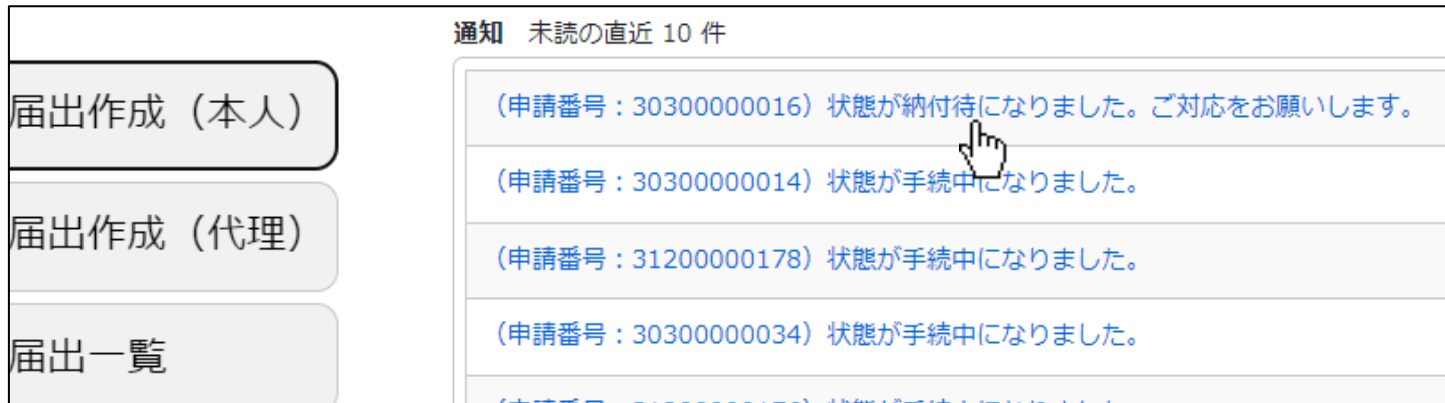 通知 未読の直近 10 件
届出作成（本人）
届出作成（代理）
届出一覧
（申請番号：30300000016）状態が納付待になりました。ご対応をお願いします。
（申請番号：30300000014）状態が手続中になりました。
（申請番号：31200000178）状態が手続中になりました。
（申請番号：30300000034）状態が手続中になりました。